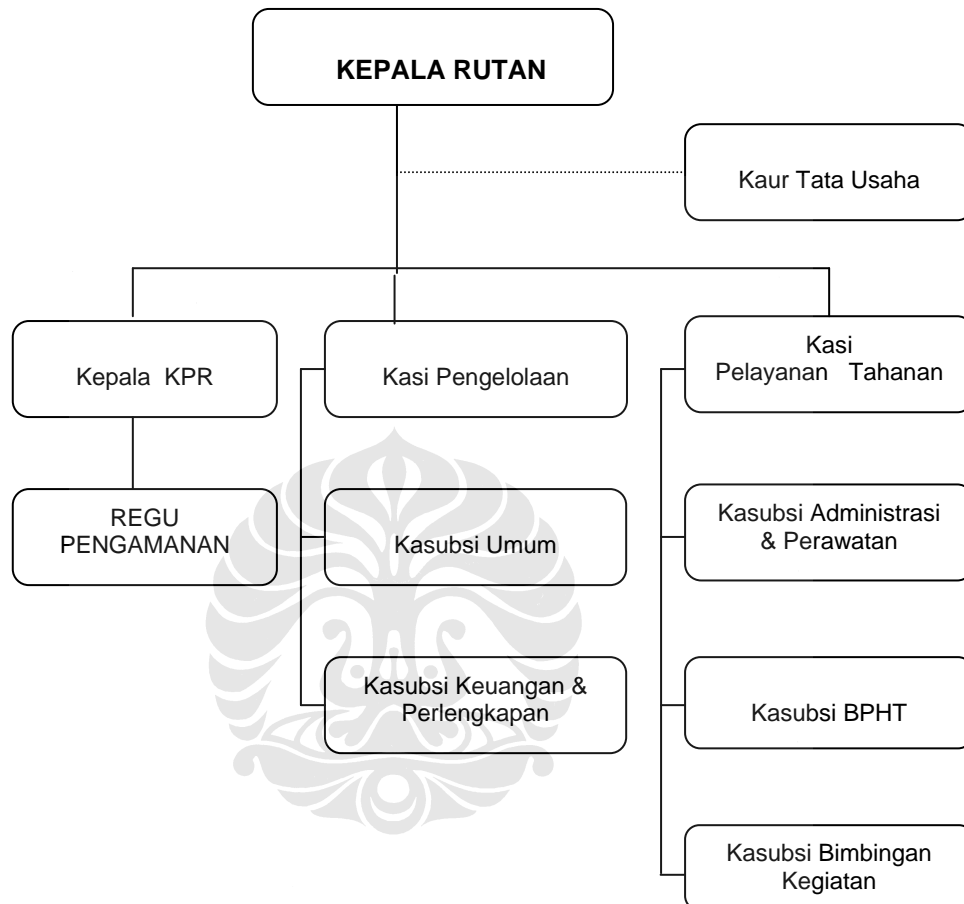 KEPALA RUTAN
Kaur Tata Usaha
Kepala KPR
Kasi Pengelolaan
Kasi
Pelayanan Tahanan
REGU
PENGAMANAN
Kasubsi Umum
Kasubsi Administrasi
& Perawatan
Kasubsi Keuangan &
Perlengkapan
Kasubsi BPHT
Kasubsi Bimbingan
Kegiatan